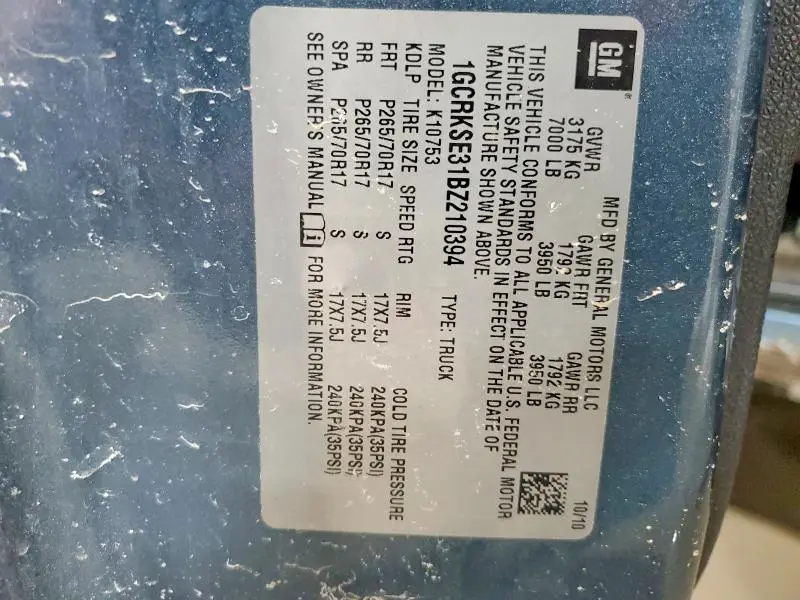 GM
MFD BY GENERAL MOTORS LLC 10/10
GVWR GAWR FRT GAWR RR
3175 KG 1792 KG 1792 KG
7000 LB 3950 LB 3950 LB
THIS VEHICLE CONFORMS TO ALL APPLICABLE U.S. FEDERAL MOTOR
VEHICLE SAFETY STANDARDS IN EFFECT ON THE DATE OF
MANUFACTURE SHOWN ABOVE.
1GCRKSE31BZ210394 TYPE: TRUCK
MODEL: K10753
KDLP TIRE SIZE SPEED RTG RIM COLD TIRE PRESSURE
FRT P265/70R17 S 17X7.5J 240KPA(35PSI)
RR P265/70R17 S 17X7.5J 240KPA(35PSI)
SPA P265/70R17 S 17X7.5J 240KPA(35PSI)
SEE OWNER'S MANUAL FOR MORE INFORMATION.